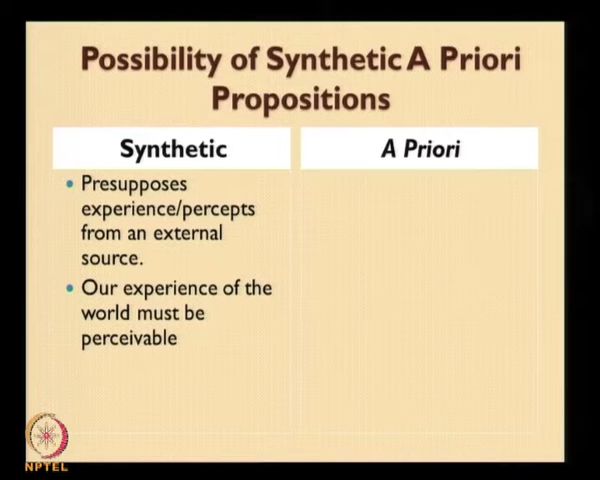 Possibility of Synthetic A Priori
Propositions
Synthetic
A Priori
• Presupposes
experience/percepts
from an external
source.
• Our experience of the
world must be
perceivable
NPTEL